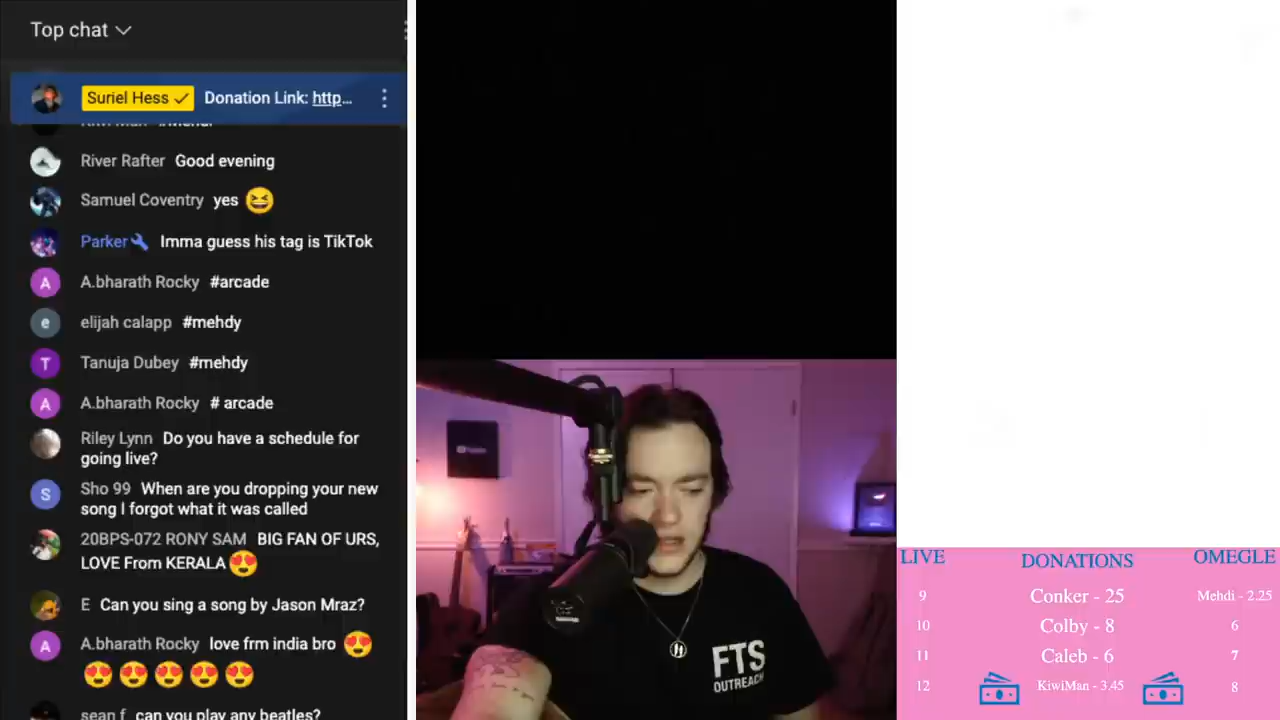 Top chat
Suriel Hess Donation Link: http...
River Rafter Good evening
Samuel Coventry yes 😆
Parker Imma guess his tag is TikTok
A.bharath Rocky #arcade
elijah calapp #mehdy
Tanuja Dubey #mehdy
A.bharath Rocky # arcade
Riley Lynn Do you have a schedule for
going live?
Sho 99 When are you dropping your new
song I forgot what it was called
20BPS-072 RONY SAM BIG FAN OF URS,
LOVE From KERALA 😍
E Can you sing a song by Jason Mraz?
A.bharath Rocky love frm india bro 😍
😍😍😍😍😍
sean f can you play any beatles?
FTS
OUTREACH
LIVE DONATIONS OMEGLE
9 Conker - 25 Mehdi - 2.25
10 Colby - 8 6
11 Caleb - 6 7
12 KiwiMan - 3.45 8